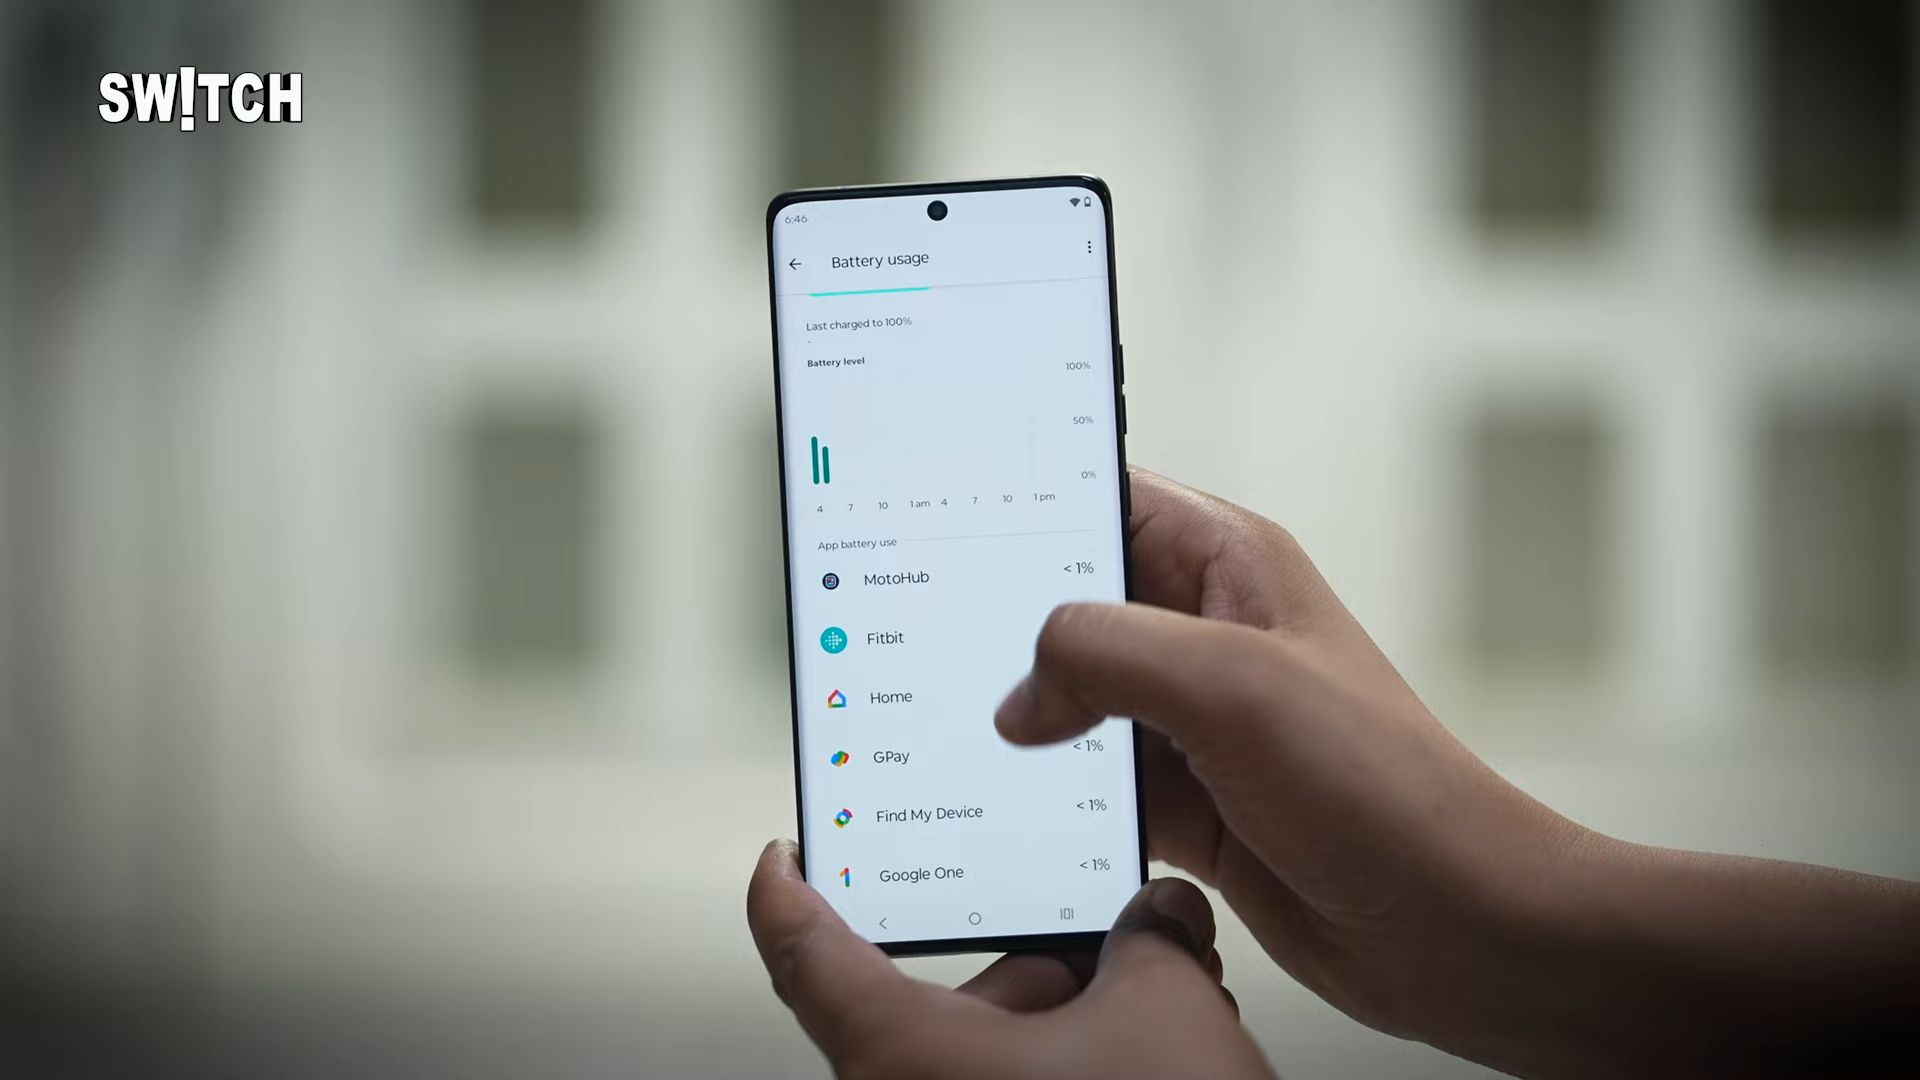 SW!TCH
6:46
Battery usage
Last charged to 100%
-
Battery level
100%
50%
0%
4 7 10 1 am 4 7 10 1 pm
App battery use
MotoHub < 1%
Fitbit
Home
GPay < 1%
Find My Device < 1%
Google One < 1%